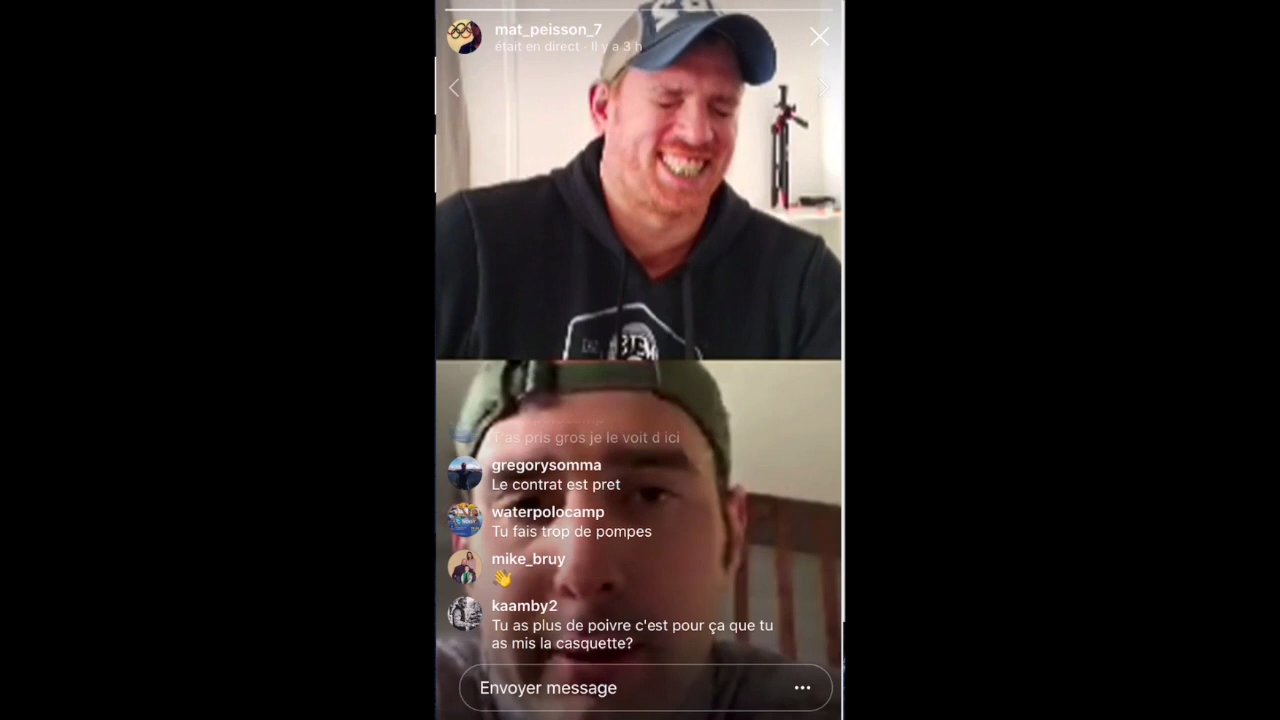 mat_peisson_7
était en direct · Il y a 3 h
T'as pris gros je le voit d ici
gregorysomma
Le contrat est pret
waterpolocamp
Tu fais trop de pompes
mike_bruy
👋
kaamby2
Tu as plus de poivre c'est pour ça que tu
as mis la casquette?
Envoyer message